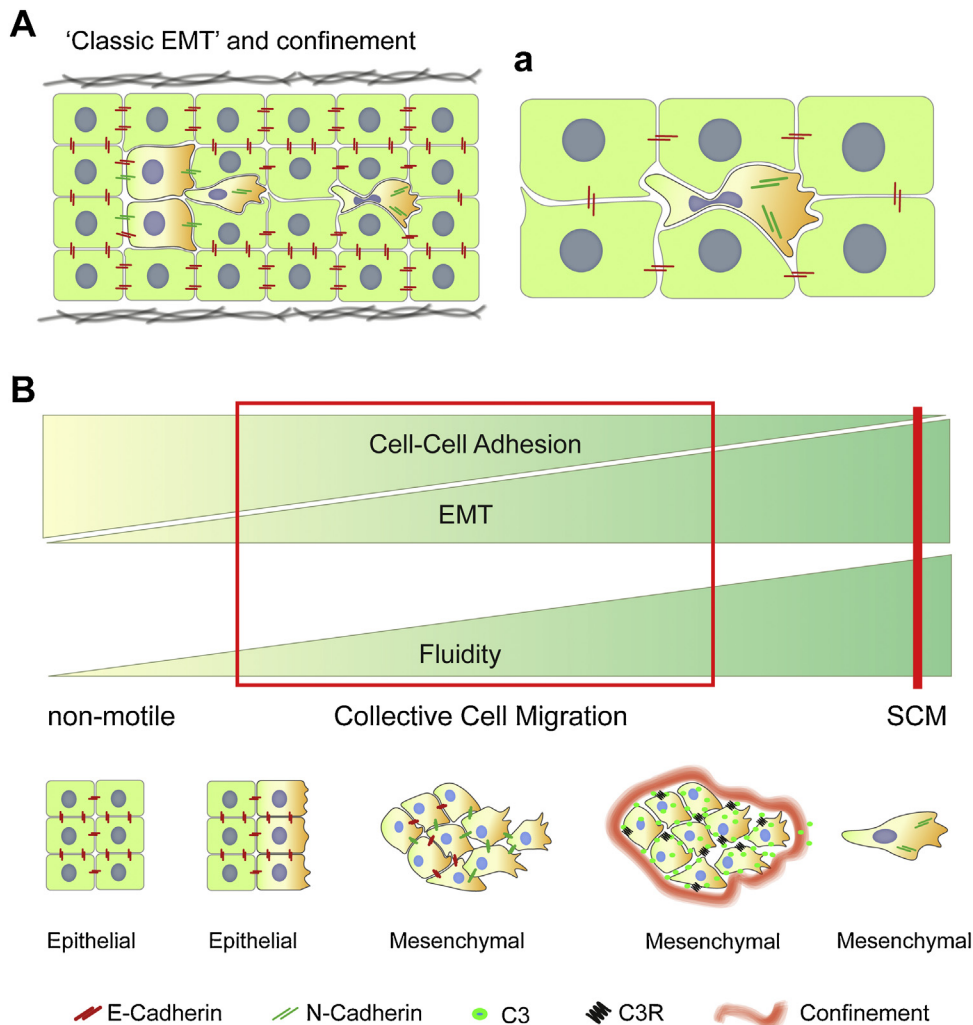 A
'Classic EMT' and confinement
a
B
Cell-Cell Adhesion
EMT
Fluidity
non-motile
Collective Cell Migration
SCM
Epithelial
Epithelial
Mesenchymal
Mesenchymal
Mesenchymal
E-Cadherin
N-Cadherin
C3
C3R
Confinement